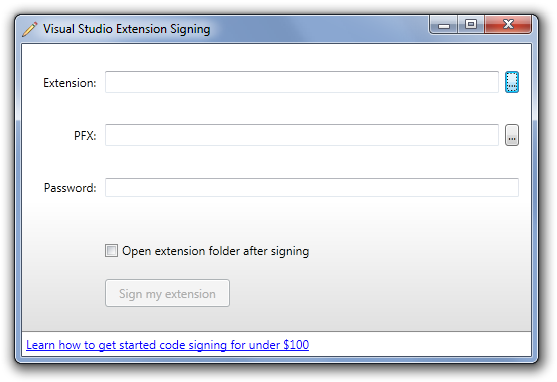 Visual Studio Extension Signing
Extension:
...
PFX:
...
Password:
Open extension folder after signing
Sign my extension
Learn how to get started code signing for under $100